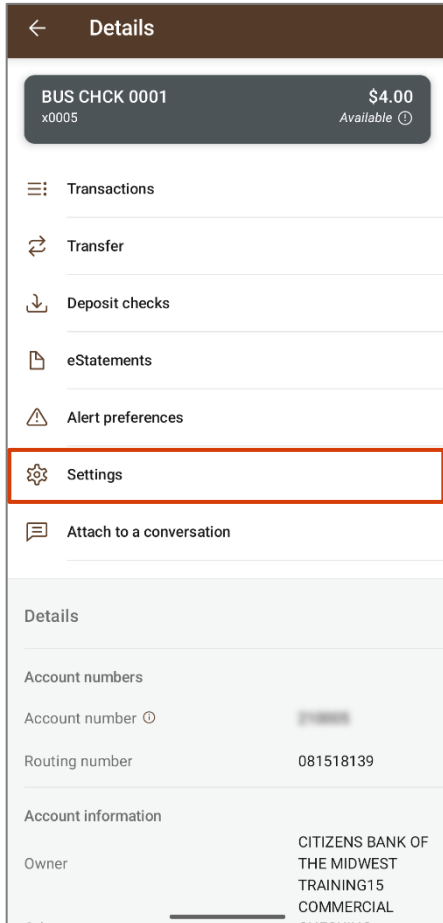 Details
BUS CHCK 0001 $4.00
x0005 Available
Transactions
Transfer
Deposit checks
eStatements
Alert preferences
Settings
Attach to a conversation
Details
Account numbers
Account number
Routing number 081518139
Account information
Owner CITIZENS BANK OF
THE MIDWEST
TRAINING15
COMMERCIAL